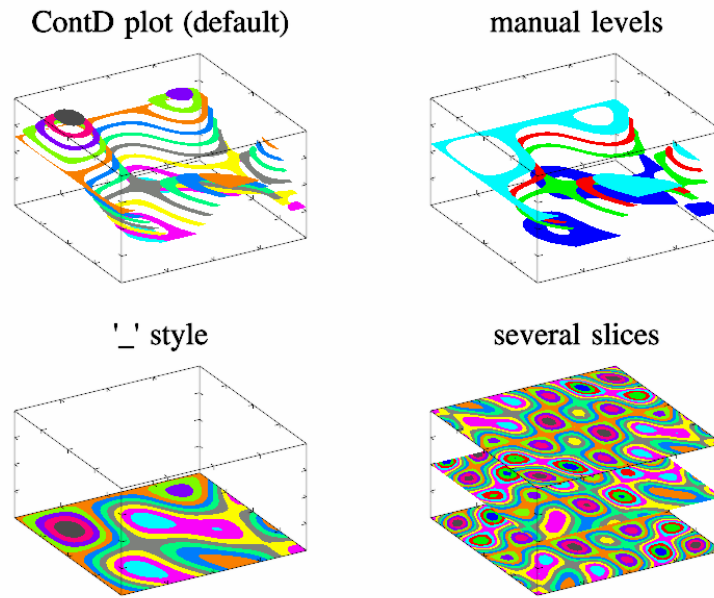 ContD plot (default)
manual levels
'_' style
several slices